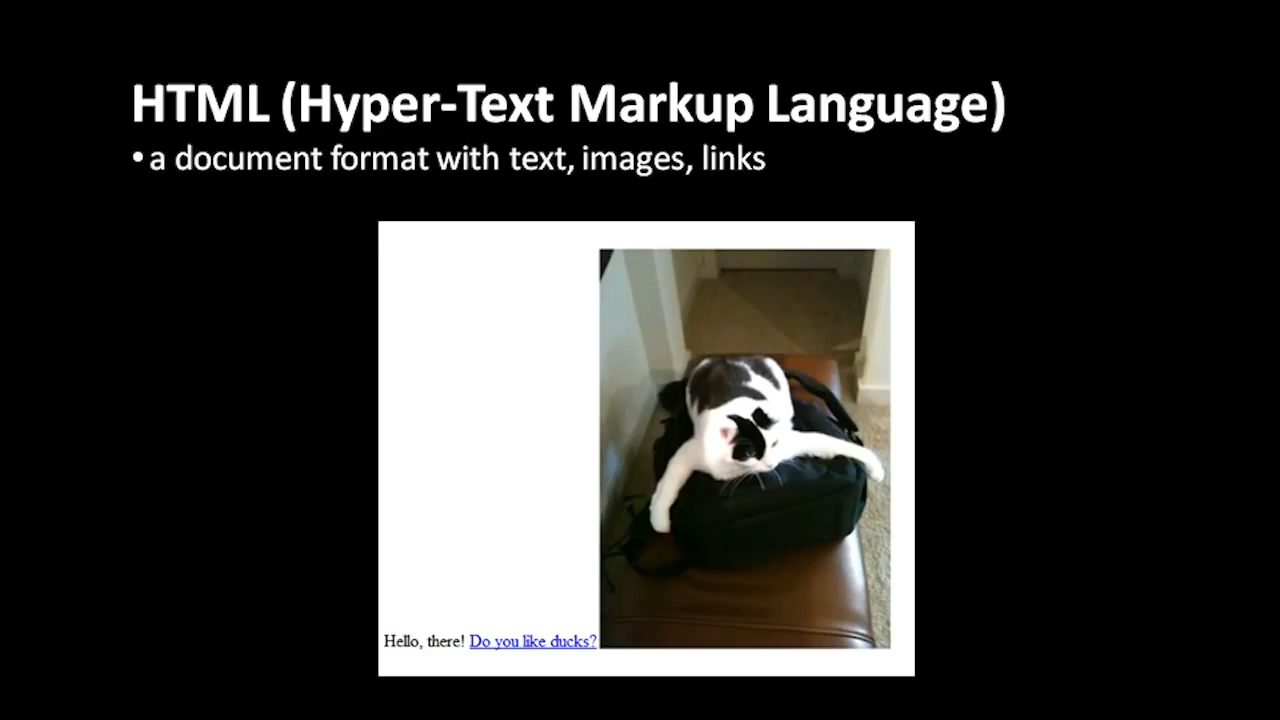 HTML (Hyper-Text Markup Language)
• a document format with text, images, links
Hello, there! Do you like ducks?